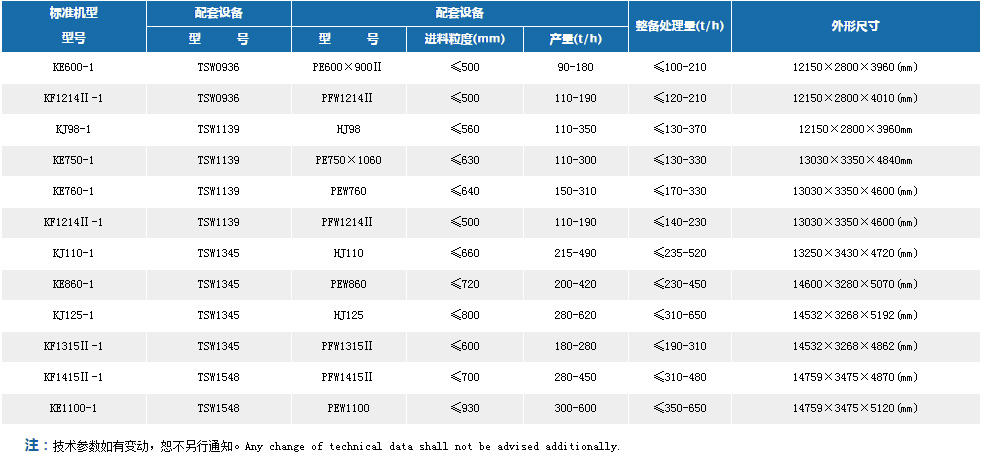 标准机型 配套设备 配套设备 整备处理量(t/h) 外形尺寸
型号 型 号 型 号 进料粒度(mm) 产量(t/h)
KE600-1 TSW0936 PE600×900Ⅱ ≤500 90-180 ≤100-210 12150×2800×3960(mm)
KF1214Ⅱ-1 TSW0936 PFW1214Ⅱ ≤500 110-190 ≤120-210 12150×2800×4010(mm)
KJ98-1 TSW1139 HJ98 ≤560 110-350 ≤130-370 12150×2800×3960mm
KE750-1 TSW1139 PE750×1060 ≤630 110-300 ≤130-330 13030×3350×4840mm
KE760-1 TSW1139 PEW760 ≤640 150-310 ≤170-330 13030×3350×4600(mm)
KF1214Ⅱ-1 TSW1139 PFW1214Ⅱ ≤500 110-190 ≤140-230 13030×3350×4600(mm)
KJ110-1 TSW1345 HJ110 ≤660 215-490 ≤235-520 13250×3430×4720(mm)
KE860-1 TSW1345 PEW860 ≤720 200-420 ≤230-450 14600×3280×5070(mm)
KJ125-1 TSW1345 HJ125 ≤800 280-620 ≤310-650 14532×3268×5192(mm)
KF1315Ⅱ-1 TSW1345 PFW1315Ⅱ ≤600 180-280 ≤190-310 14532×3268×4862(mm)
KF1415Ⅱ-1 TSW1548 PFW1415Ⅱ ≤700 280-450 ≤310-480 14759×3475×4870(mm)
KE1100-1 TSW1548 PEW1100 ≤930 300-600 ≤350-650 14759×3475×5120(mm)
注：技术参数如有变动，恕不另行通知。Any change of technical data shall not be advised additionally.